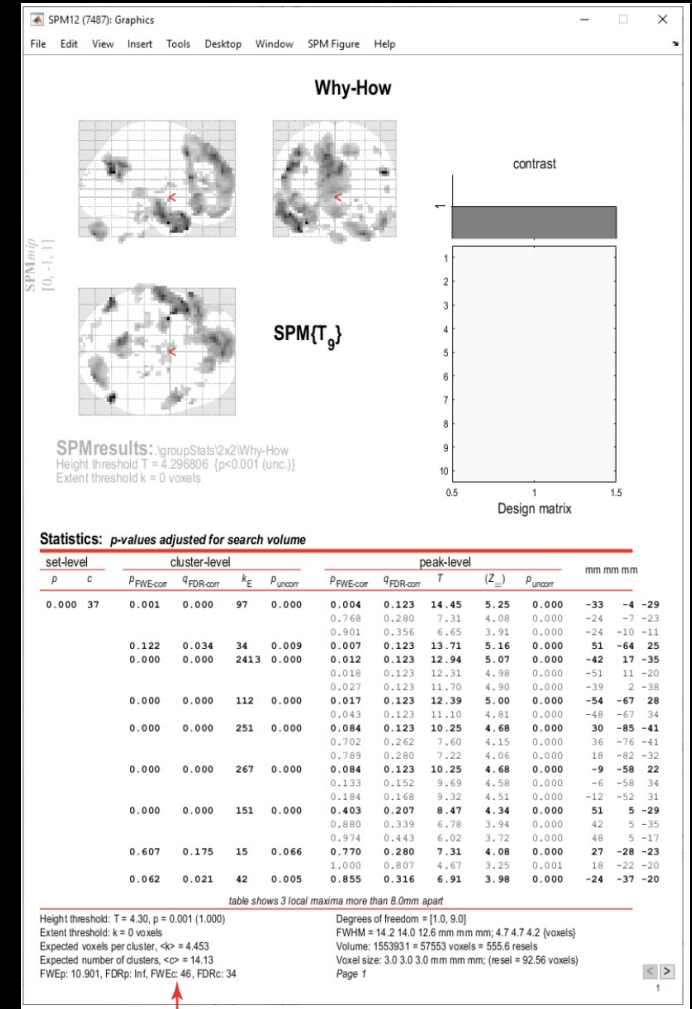 SPM12 (7487): Graphics
File Edit View Insert Tools Desktop Window SPM Figure Help
Why-How
contrast
1
SPMmip
[0, -1, 1]
<
<
<
SPM{T9}
1
2
3
4
5
6
7
8
9
10
0.5 1 1.5
Design matrix
SPMresults: .\groupStats\2x2\Why-How
Height threshold T = 4.296806 {p<0.001 (unc.)}
Extent threshold k = 0 voxels
Statistics: p-values adjusted for search volume
set-level cluster-level peak-level mm mm mm
p c pFWE-corr qFDR-corr kE puncorr pFWE-corr qFDR-corr T (Z≡) puncorr
0.000 37 0.001 0.000 97 0.000 0.004 0.123 14.45 5.25 0.000 -33 -4 -29
0.768 0.280 7.31 4.08 0.000 -24 -7 -23
0.901 0.356 6.65 3.91 0.000 -24 -10 -11
0.122 0.034 34 0.009 0.007 0.123 13.71 5.16 0.000 51 -64 25
0.000 0.000 2413 0.000 0.012 0.123 12.94 5.07 0.000 -42 17 -35
0.018 0.123 12.31 4.98 0.000 -51 11 -20
0.027 0.123 11.70 4.90 0.000 -39 2 -38
0.000 0.000 112 0.000 0.017 0.123 12.39 5.00 0.000 -54 -67 28
0.043 0.123 11.10 4.81 0.000 -48 -67 34
0.000 0.000 251 0.000 0.084 0.123 10.25 4.68 0.000 30 -85 -41
0.702 0.262 7.60 4.15 0.000 36 -76 -41
0.789 0.280 7.22 4.06 0.000 18 -82 -32
0.000 0.000 267 0.000 0.084 0.123 10.25 4.68 0.000 -9 -58 22
0.133 0.152 9.69 4.58 0.000 -6 -58 34
0.184 0.168 9.32 4.51 0.000 -12 -52 31
0.000 0.000 151 0.000 0.403 0.207 8.47 4.34 0.000 51 5 -29
0.880 0.339 6.78 3.94 0.000 42 5 -35
0.974 0.443 6.02 3.72 0.000 48 5 -17
0.607 0.175 15 0.066 0.770 0.280 7.31 4.08 0.000 27 -28 -23
1.000 0.807 4.67 3.25 0.001 18 -22 -20
0.062 0.021 42 0.005 0.855 0.316 6.91 3.98 0.000 -24 -37 -20
table shows 3 local maxima more than 8.0mm apart
Height threshold: T = 4.30, p = 0.001 (1.000)
Extent threshold: k = 0 voxels
Expected voxels per cluster, <k> = 4.453
Expected number of clusters, <c> = 14.13
FWEp: 10.901, FDRp: Inf, FWEc: 46, FDRc: 34
Degrees of freedom = [1.0, 9.0]
FWHM = 14.2 14.0 12.6 mm mm mm; 4.7 4.7 4.2 {voxels}
Volume: 1553931 = 57553 voxels = 555.6 resels
Voxel size: 3.0 3.0 3.0 mm mm mm; (resel = 92.56 voxels)
Page 1
< >
1